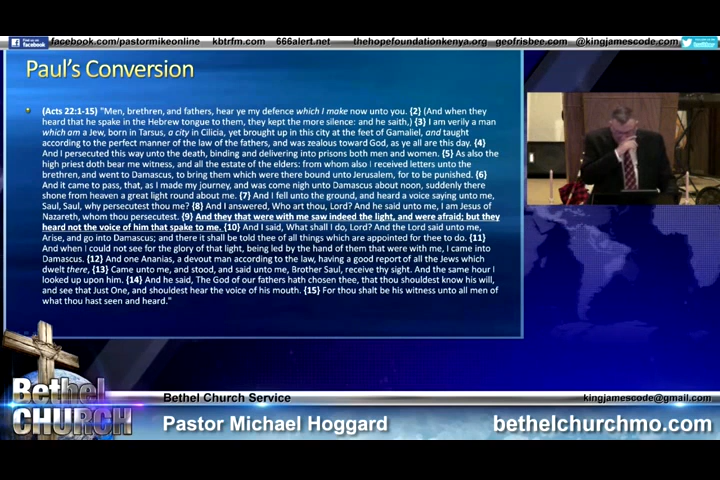 Find us on
facebook
facebook.com/pastormikeonline kbtrfm.com 666alert.net thehopefoundationkenya.org geofrisbee.com @kingjamescode.com
twitter
Paul's Conversion
(Acts 22:1-15) "Men, brethren, and fathers, hear ye my defence which I make now unto you. {2} (And when they
heard that he spake in the Hebrew tongue to them, they kept the more silence: and he saith,) {3} I am verily a man
which am a Jew, born in Tarsus, a city in Cilicia, yet brought up in this city at the feet of Gamaliel, and taught
according to the perfect manner of the law of the fathers, and was zealous toward God, as ye all are this day. {4}
And I persecuted this way unto the death, binding and delivering into prisons both men and women. {5} As also the
high priest doth bear me witness, and all the estate of the elders: from whom also I received letters unto the
brethren, and went to Damascus, to bring them which were there bound unto Jerusalem, for to be punished. {6}
And it came to pass, that, as I made my journey, and was come nigh unto Damascus about noon, suddenly there
shone from heaven a great light round about me. {7} And I fell unto the ground, and heard a voice saying unto me,
Saul, Saul, why persecutest thou me? {8} And I answered, Who art thou, Lord? And he said unto me, I am Jesus of
Nazareth, whom thou persecutest. {9} And they that were with me saw indeed the light, and were afraid; but they
heard not the voice of him that spake to me. {10} And I said, What shall I do, Lord? And the Lord said unto me,
Arise, and go into Damascus; and there it shall be told thee of all things which are appointed for thee to do. {11}
And when I could not see for the glory of that light, being led by the hand of them that were with me, I came into
Damascus. {12} And one Ananias, a devout man according to the law, having a good report of all the Jews which
dwelt there, {13} Came unto me, and stood, and said unto me, Brother Saul, receive thy sight. And the same hour I
looked up upon him. {14} And he said, The God of our fathers hath chosen thee, that thou shouldest know his will,
and see that Just One, and shouldest hear the voice of his mouth. {15} For thou shalt be his witness unto all men of
what thou hast seen and heard."
Bethel
CHURCH
Bethel Church Service
kingjamescode@gmail.com
Pastor Michael Hoggard
bethelchurchmo.com